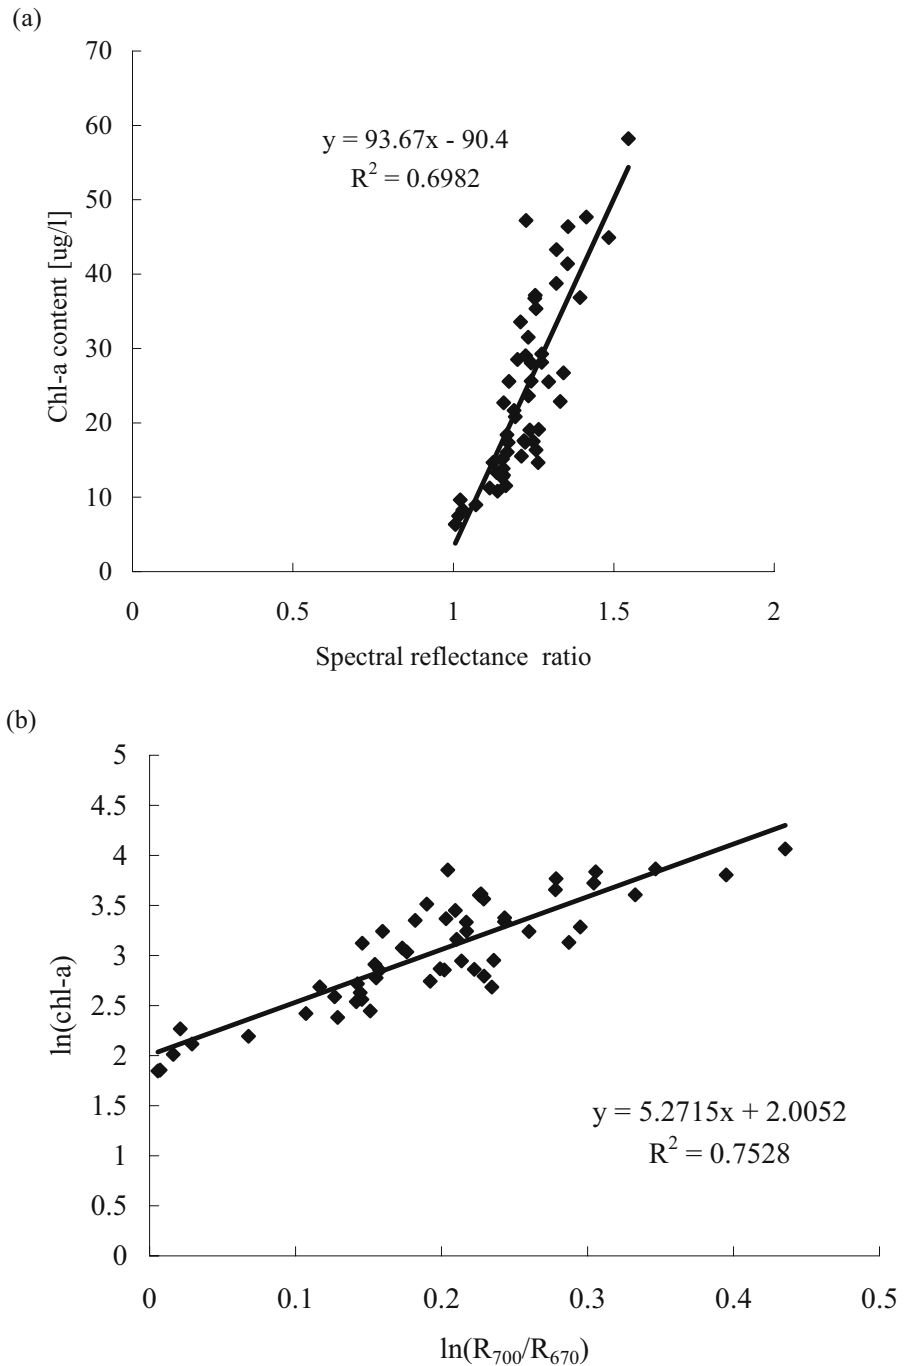 (a)
70
60
50
40
30
20
10
0
Chl-a content [ug/l]
y = 93.67x - 90.4
R² = 0.6982
0 0.5 1 1.5 2
Spectral reflectance ratio
(b)
5
4.5
4
3.5
3
2.5
2
1.5
1
0.5
0
ln(chl-a)
y = 5.2715x + 2.0052
R² = 0.7528
0 0.1 0.2 0.3 0.4 0.5
ln(R₇₀₀/R₆₇₀)